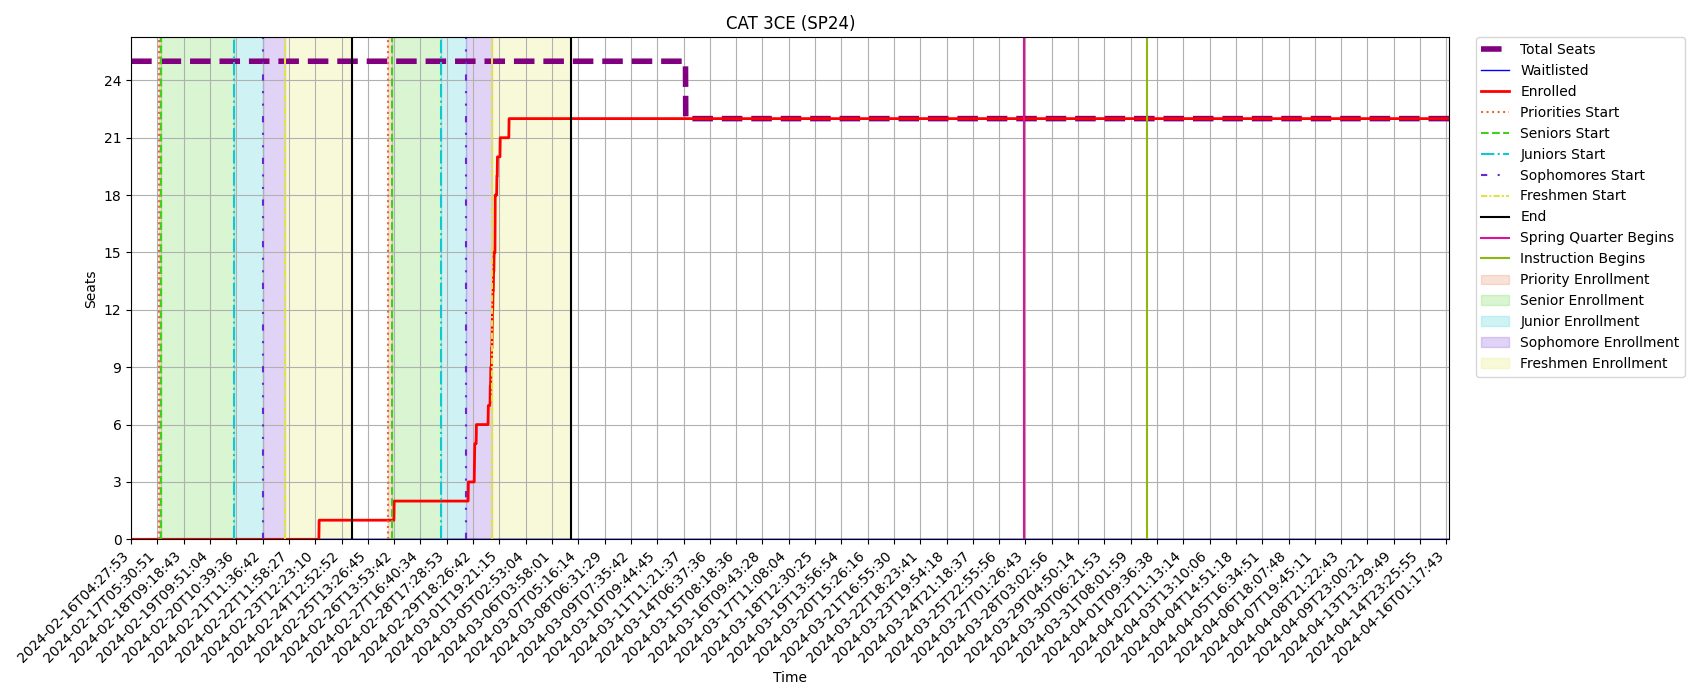 CAT 3CE (SP24)
Seats
24
21
18
15
12
9
6
3
0
2024-02-16T04:27:53
2024-02-17T05:30:51
2024-02-18T09:18:43
2024-02-19T09:51:04
2024-02-20T10:39:36
2024-02-21T11:36:42
2024-02-22T11:58:27
2024-02-23T12:23:10
2024-02-24T12:52:52
2024-02-25T13:26:45
2024-02-26T13:53:42
2024-02-27T16:40:34
2024-02-28T17:28:53
2024-02-29T18:26:42
2024-03-01T19:21:15
2024-03-05T02:53:04
2024-03-06T03:58:01
2024-03-07T05:16:14
2024-03-08T06:31:29
2024-03-09T07:35:42
2024-03-10T09:44:45
2024-03-11T11:21:37
2024-03-14T06:37:36
2024-03-15T08:18:36
2024-03-16T09:43:28
2024-03-17T11:08:04
2024-03-18T12:30:25
2024-03-19T13:56:54
2024-03-20T15:26:16
2024-03-21T16:55:30
2024-03-22T18:23:41
2024-03-23T19:54:18
2024-03-24T21:18:37
2024-03-25T22:55:56
2024-03-27T01:26:43
2024-03-28T03:02:56
2024-03-29T04:50:14
2024-03-30T06:21:53
2024-03-31T08:01:59
2024-04-01T09:36:38
2024-04-02T11:13:14
2024-04-03T13:10:06
2024-04-04T14:51:18
2024-04-05T16:34:51
2024-04-06T18:07:48
2024-04-07T19:45:11
2024-04-08T21:22:43
2024-04-09T23:00:21
2024-04-13T13:29:49
2024-04-14T23:25:55
2024-04-16T01:17:43
Time
Total Seats
Waitlisted
Enrolled
Priorities Start
Seniors Start
Juniors Start
Sophomores Start
Freshmen Start
End
Spring Quarter Begins
Instruction Begins
Priority Enrollment
Senior Enrollment
Junior Enrollment
Sophomore Enrollment
Freshmen Enrollment